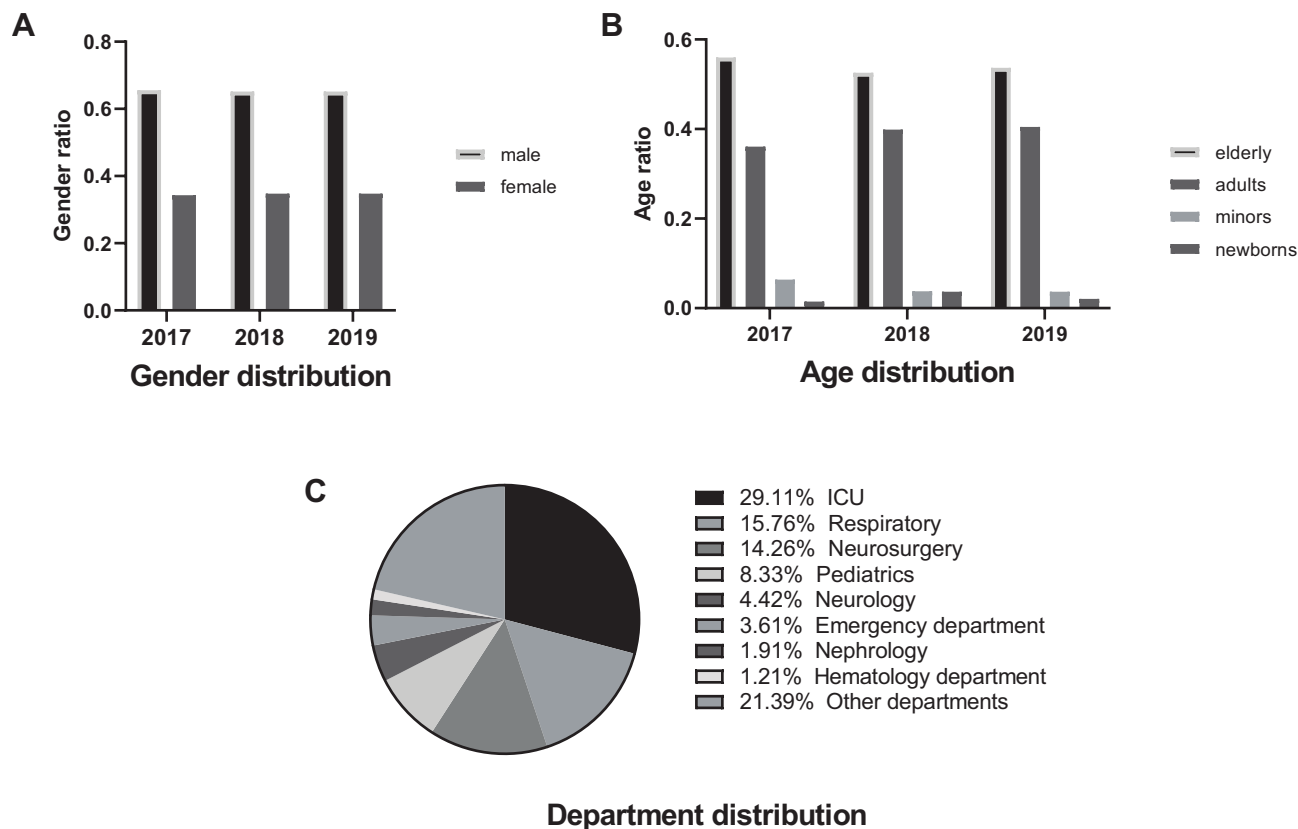 A
Gender ratio
0.8
0.6
0.4
0.2
0.0
2017 2018 2019
Gender distribution
male
female
B
Age ratio
0.6
0.4
0.2
0.0
2017 2018 2019
Age distribution
elderly
adults
minors
newborns
C
29.11% ICU
15.76% Respiratory
14.26% Neurosurgery
8.33% Pediatrics
4.42% Neurology
3.61% Emergency department
1.91% Nephrology
1.21% Hematology department
21.39% Other departments
Department distribution